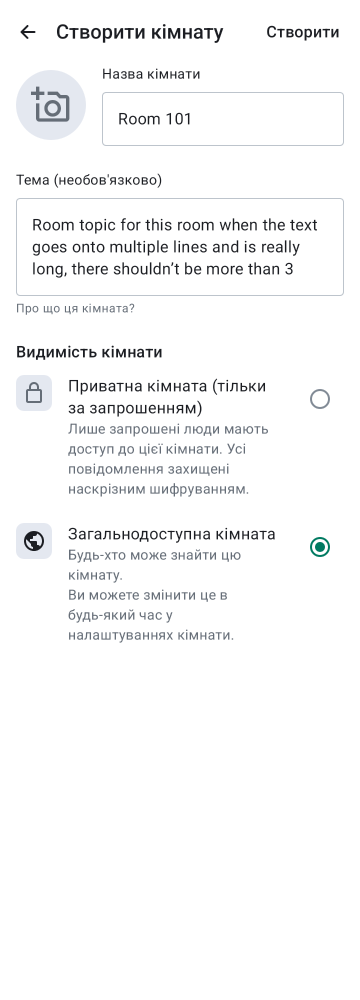 Створити кімнату
Створити
Назва кімнати
Room 101
Тема (необов'язково)
Room topic for this room when the text
goes onto multiple lines and is really
long, there shouldn’t be more than 3
Про що ця кімната?
Видимість кімнати
Приватна кімната (тільки
за запрошенням)
Лише запрошені люди мають
доступ до цієї кімнати. Усі
повідомлення захищені
наскрізним шифруванням.
Загальнодоступна кімната
Будь-хто може знайти цю
кімнату.
Ви можете змінити це в
будь-який час у
налаштуваннях кімнати.